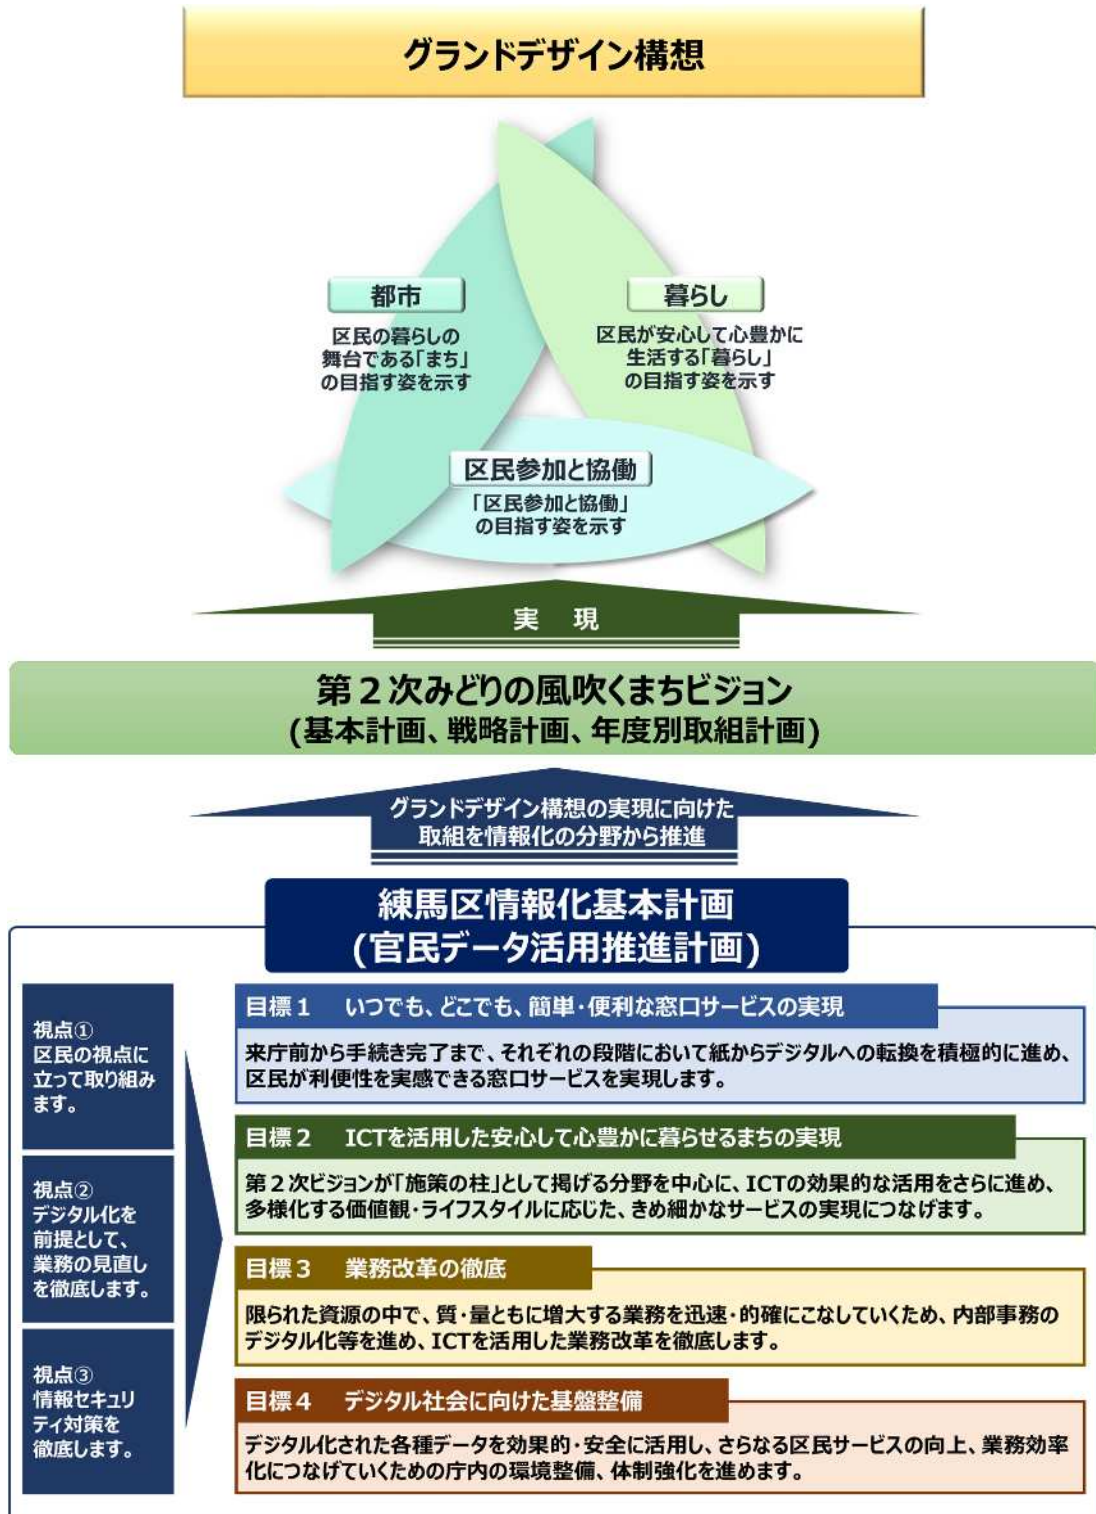 グランドデザイン構想
都市
区民の暮らしの
舞台である「まち」
の目指す姿を示す
暮らし
区民が安心して心豊かに
生活する「暮らし」
の目指す姿を示す
区民参加と協働
「区民参加と協働」
の目指す姿を示す
実 現
第2次みどりの風吹くまちビジョン
(基本計画、戦略計画、年度別取組計画)
グランドデザイン構想の実現に向けた
取組を情報化の分野から推進
練馬区情報化基本計画
(官民データ活用推進計画)
視点①
区民の視点に
立って取り組み
ます。
視点②
デジタル化を
前提として、
業務の見直し
を徹底します。
視点③
情報セキュリ
ティ対策を
徹底します。
目標1 いつでも、どこでも、簡単・便利な窓口サービスの実現
来庁前から手続き完了まで、それぞれの段階において紙からデジタルへの転換を積極的に進め、
区民が利便性を実感できる窓口サービスを実現します。
目標2 ICTを活用した安心して心豊かに暮らせるまちの実現
第2次ビジョンが「施策の柱」として掲げる分野を中心に、ICTの効果的な活用をさらに進め、
多様化する価値観・ライフスタイルに応じた、きめ細かなサービスの実現につなげます。
目標3 業務改革の徹底
限られた資源の中で、質・量ともに増大する業務を迅速・的確にこなしていくため、内部事務の
デジタル化等を進め、ICTを活用した業務改革を徹底します。
目標4 デジタル社会に向けた基盤整備
デジタル化された各種データを効果的・安全に活用し、さらなる区民サービスの向上、業務効率
化につなげていくための庁内の環境整備、体制強化を進めます。